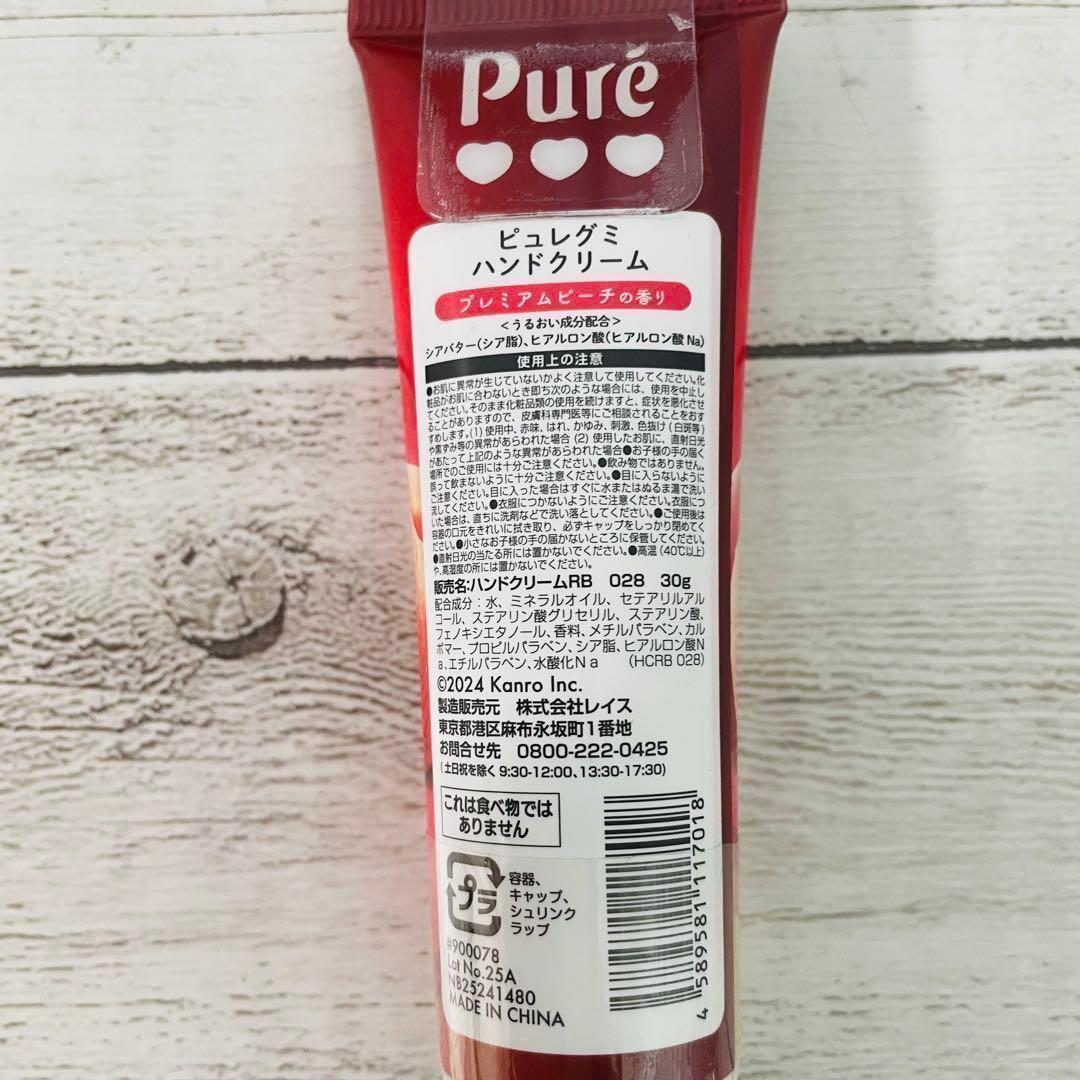 Puré
ピュレグミ
ハンドクリーム
プレミアムピーチの香り
<うるおい成分配合>
シアバター(シア脂)、ヒアルロン酸(ヒアルロン酸Na)
使用上の注意
●お肌に異常が生じていないかよく注意して使用してください。化
粧品がお肌に合わないとき即ち次のような場合には、使用を中止し
てください。そのまま化粧品類の使用を続けますと、症状を悪化させ
ることがありますので、皮膚科専門医等にご相談されることをおす
すめします。(1) 使用中、赤味、はれ、かゆみ、刺激、色抜け(白斑等)
や黒ずみ等の異常があらわれた場合 (2) 使用したお肌に、直射日光
があたって上記のような異常があらわれた場合●お子様の手の届く
場所でのご使用には十分ご注意ください。●飲み物ではありません。
誤って飲まないように十分ご注意ください。●目に入らないように
ご注意ください。目に入った場合はすぐに水またはぬるま湯で洗い
流してください。●衣服につかないようにご注意ください。衣服につ
いた場合は、直ちに洗剤などで洗い落としてください。●ご使用後は
容器の口元をきれいに拭き取り、必ずキャップをしっかり閉めてく
ださい。●小さなお子様の手の届かないところに保管してください。
●直射日光の当たる所には置かないでください。●高温(40℃以上)
や、高湿度の所には置かないでください。
販売名:ハンドクリームRB 028 30g
配合成分:水、ミネラルオイル、セテアリルアル
コール、ステアリン酸グリセリル、ステアリン酸、
フェノキシエタノール、香料、メチルパラベン、カル
ボマー、プロピルパラベン、シア脂、ヒアルロン酸N
a、エチルパラベン、水酸化Na (HCRB 028)
©2024 Kanro Inc.
製造販売元 株式会社レイス
東京都港区麻布永坂町1番地
お問合せ先 0800-222-0425
(土日祝を除く 9:30-12:00、13:30-17:30)
これは食べ物では
ありません
プラ
容器、
キャップ、
シュリンク
ラップ
#900078
Lot No.25A
NB25241480
MADE IN CHINA
4 589581 117018